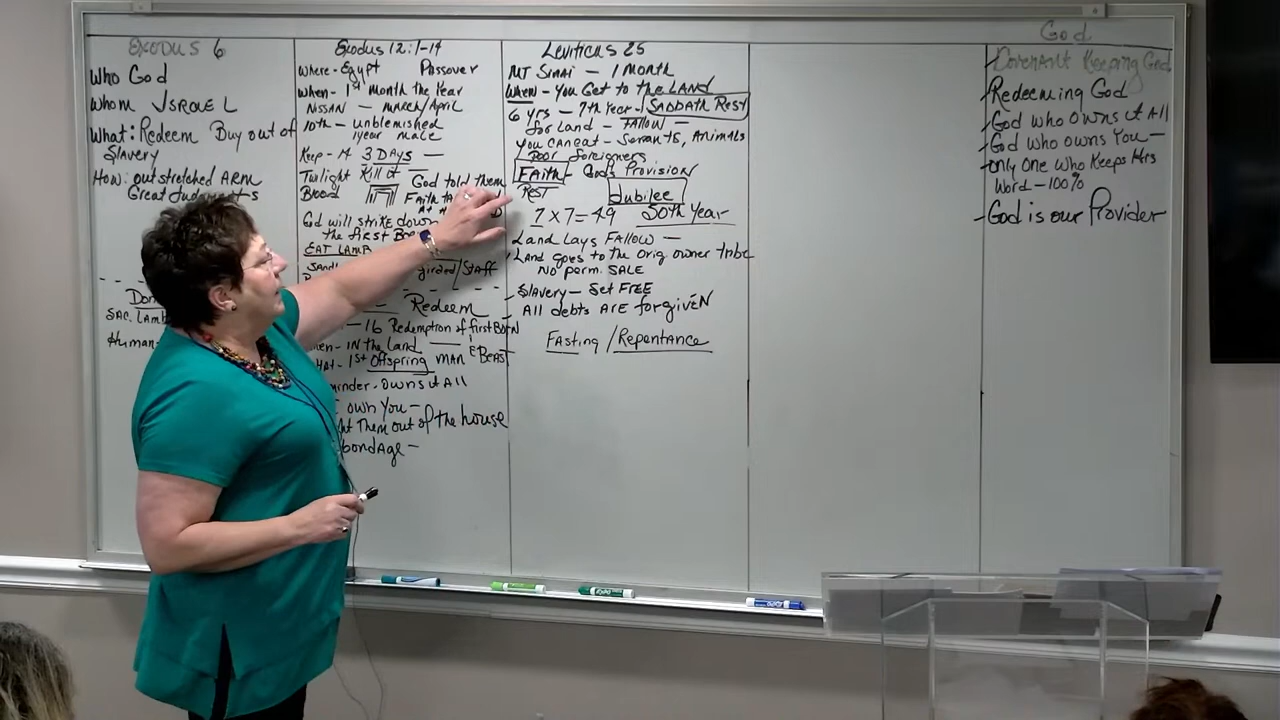 Exodus 6
Who God
Whom ISRAEL
What: Redeem Buy out of
Slavery
How: outstretched ARM
Great
SAC. LAMB
Human-
Exodus 12:1-14
Where - Egypt Passover
When - 1st Month the Year
NISSAN - MARCH/April
10th - unblemished
1year male
Keep - 3 DAYS -
Twilight Kill it
Blood God told them
FAITH
God will strike down
the First
EAT LAMB
girded/STAFF
Redeem
- 16 Redemption of first BORN
IN the LAND
1st Offspring MAN & BEAST
OWNS it All
OWN You -
Them out of the house
bondAge -
Leviticus 25
MT SINAI - 1 MONTH
When - You Get to the LAND
6 yrs - 7th Year - SABBATH REST
for LAND - FALLOW -
You CAN eat - Servants, ANIMALS
Poor foreigners
FAITH - God's Provision
REST
Jubilee
7 x 7 = 49 50th Year
LAND LAYS FALLOW -
LAND goes to the orig. owner tribe
NO perm. SALE
Slavery - Set FREE
All debts ARE forgiveN
FASting / Repentance
God
Covenant Keeping God
- Redeeming God
- God who owns it All
- God who owns You -
- Only One Who Keeps His
Word - 100%
- God is our Provider